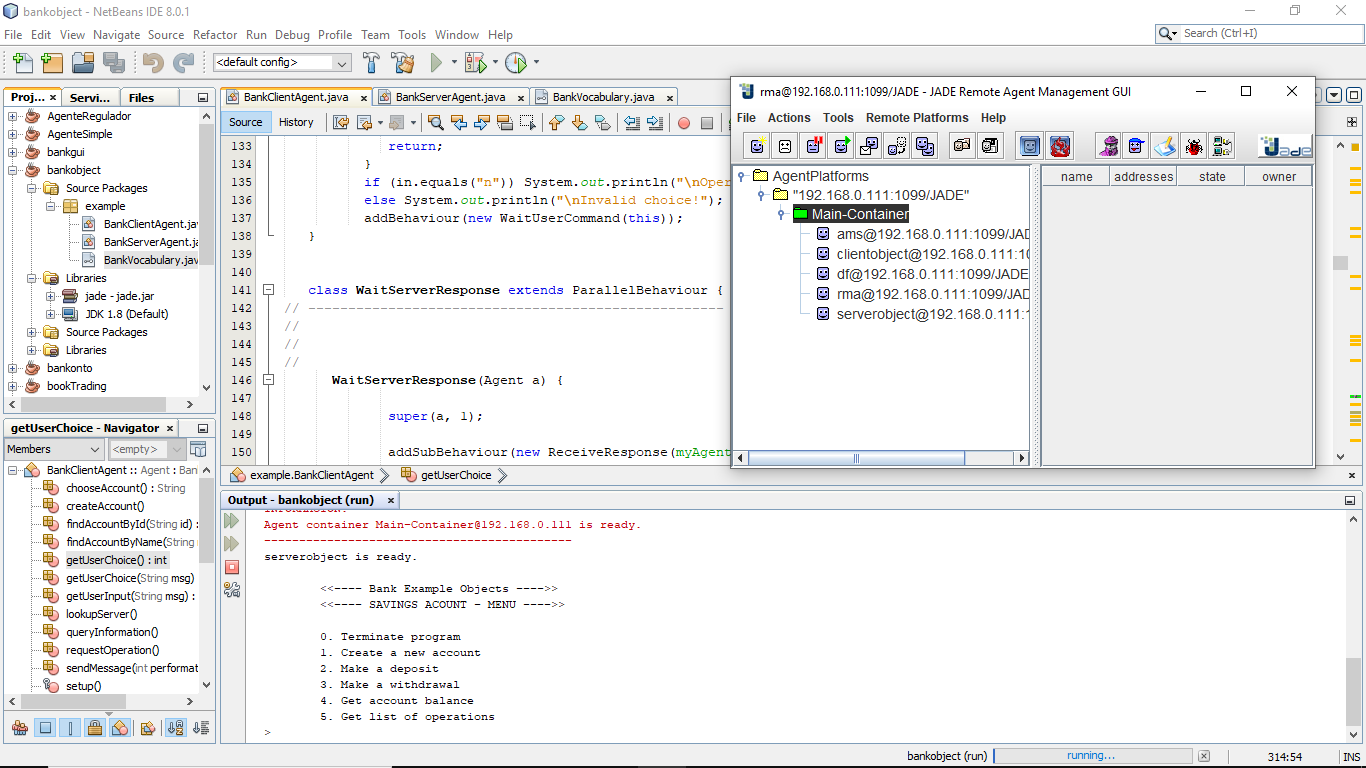 bankobject - NetBeans IDE 8.0.1
File Edit View Navigate Source Refactor Run Debug Profile Team Tools Window Help
Search (Ctrl+I)
<default config>
Proj... Servi... Files
AgenteRegulador
AgenteSimple
bankgui
bankobject
Source Packages
example
BankClientAgent.ja
BankServerAgent.ja
BankVocabulary.jav
Libraries
jade - jade.jar
JDK 1.8 (Default)
Source Packages
Libraries
bankonto
bookTrading
getUserChoice - Navigator
Members <empty>
BankClientAgent :: Agent : Ban
chooseAccount() : String
createAccount()
findAccountById(String id) :
findAccountByName(String
getUserChoice() : int
getUserChoice(String msg)
getUserInput(String msg) :
lookupServer()
queryInformation()
requestOperation()
sendMessage(int performat
setup()
BankClientAgent.java BankServerAgent.java BankVocabulary.java
Source History
133 return;
134 }
135 if (in.equals("n")) System.out.println("\nOper
136 else System.out.println("\nInvalid choice!");
137 addBehaviour(new WaitUserCommand(this));
138 }
139
140
141 class WaitServerResponse extends ParallelBehaviour {
142 // ----------------------------------------------------
143 //
144 //
145 //
146 WaitServerResponse(Agent a) {
147
148 super(a, 1);
149
150 addSubBehaviour(new ReceiveResponse(myAgent
example.BankClientAgent getUserChoice
rma@192.168.0.111:1099/JADE - JADE Remote Agent Management GUI
File Actions Tools Remote Platforms Help
Jade
AgentPlatforms
"192.168.0.111:1099/JADE"
Main-Container
ams@192.168.0.111:1099/JAD
clientobject@192.168.0.111:10
df@192.168.0.111:1099/JADE
rma@192.168.0.111:1099/JAD
serverobject@192.168.0.111:1
name addresses state owner
Output - bankobject (run)
Agent container Main-Container@192.168.0.111 is ready.
--------------------------------------------
serverobject is ready.
<<---- Bank Example Objects ---->>
<<---- SAVINGS ACOUNT - MENU ---->>
0. Terminate program
1. Create a new account
2. Make a deposit
3. Make a withdrawal
4. Get account balance
5. Get list of operations
>
bankobject (run) running... 314:54 INS